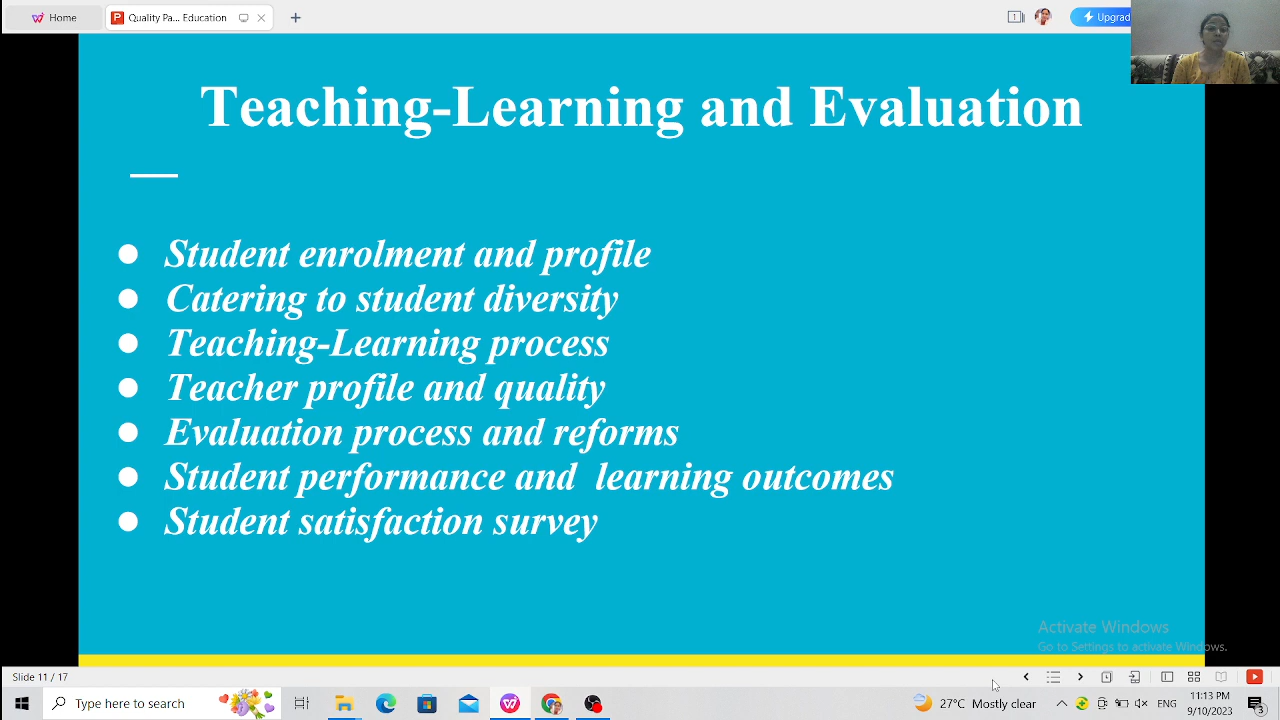 Home
Quality Pa... Education
1
Upgrad
Teaching-Learning and Evaluation
Student enrolment and profile
Catering to student diversity
Teaching-Learning process
Teacher profile and quality
Evaluation process and reforms
Student performance and learning outcomes
Student satisfaction survey
Activate Windows
Go to Settings to activate Windows.
Slide 11 / 17
Type here to search
27°C Mostly clear
ENG
11:13 PM
9/10/2023
3